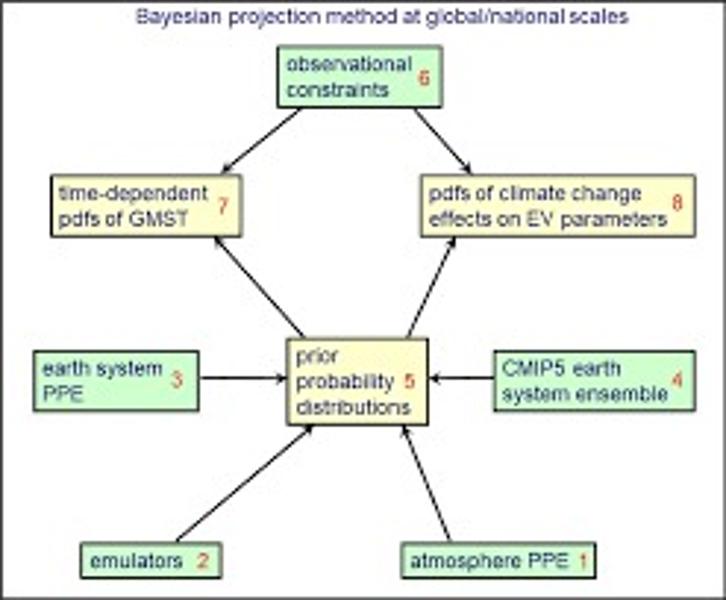 Bayesian projection method at global/national scales
observational
constraints 6
time-dependent
pdfs of GMST 7
pdfs of climate change
effects on EV parameters 8
earth system
PPE 3
prior
probability 5
distributions
CMIP5 earth
system ensemble 4
emulators 2
atmosphere PPE 1